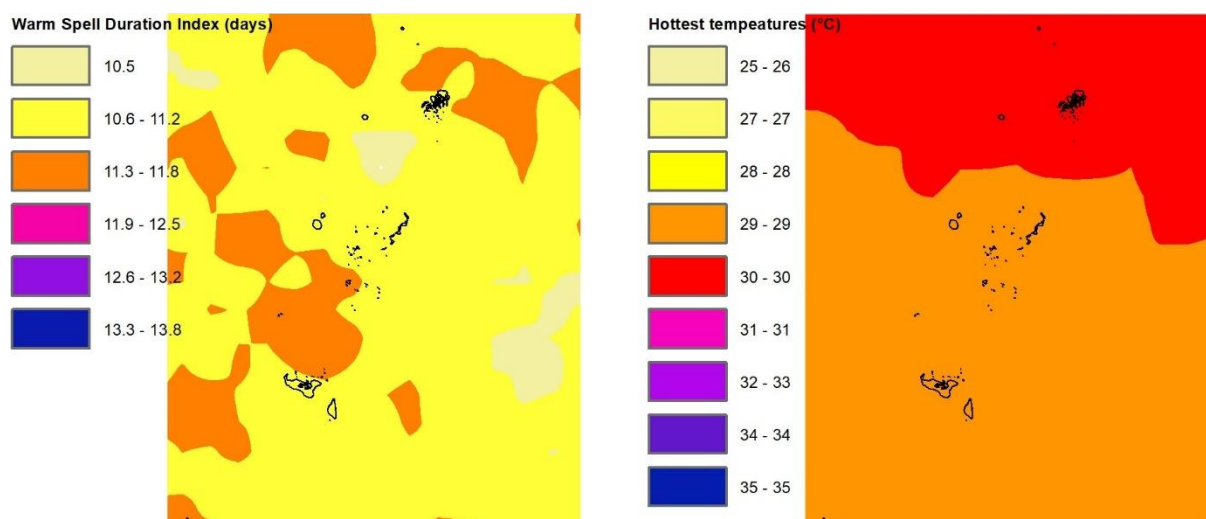 Warm Spell Duration Index (days)
10.5
10.6 - 11.2
11.3 - 11.8
11.9 - 12.5
12.6 - 13.2
13.3 - 13.8
Hottest tempeatures (°C)
25 - 26
27 - 27
28 - 28
29 - 29
30 - 30
31 - 31
32 - 33
34 - 34
35 - 35